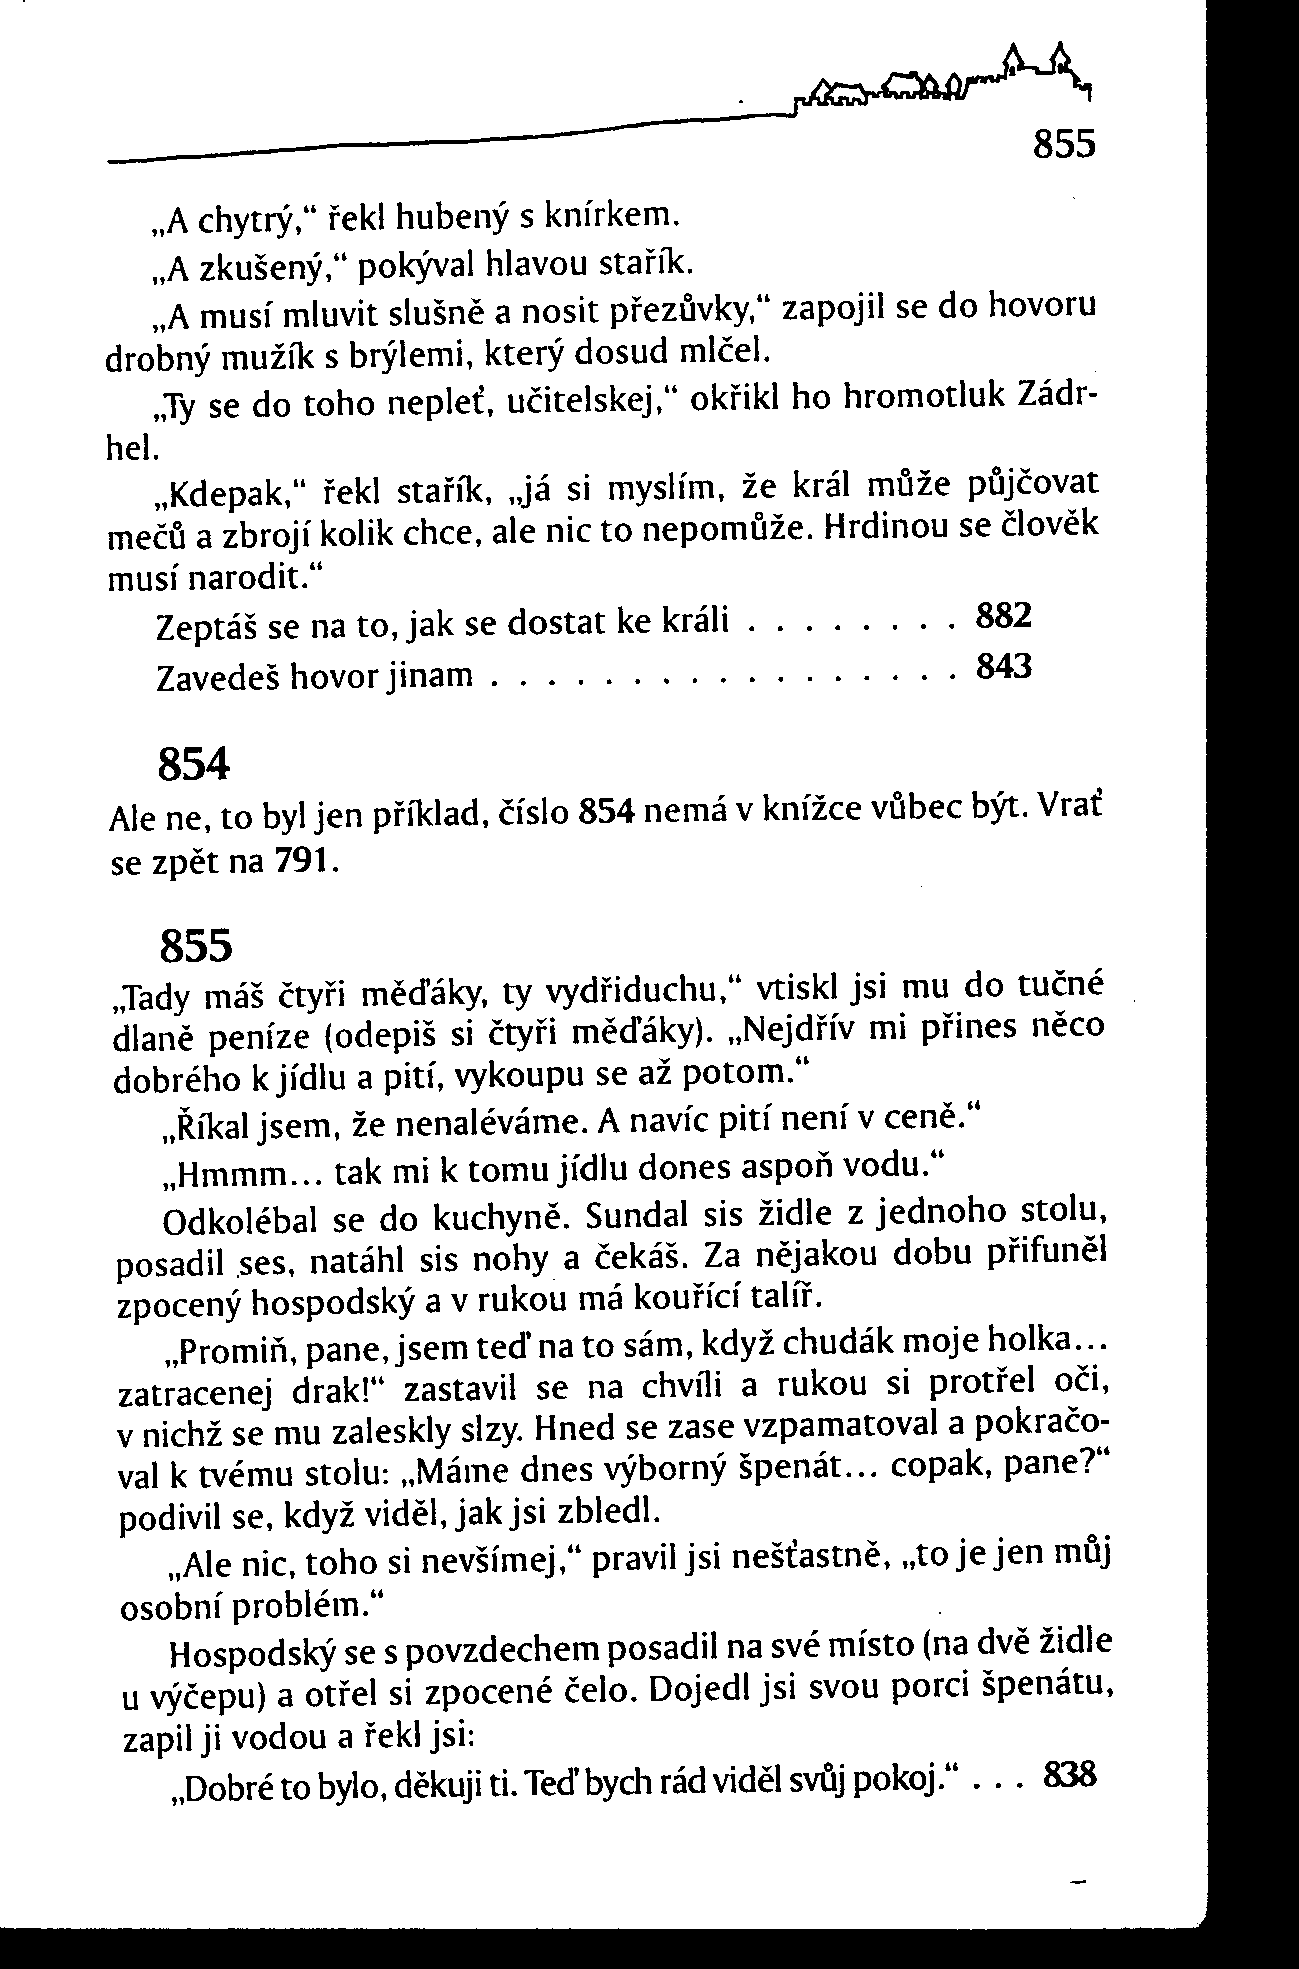 855
„A chytrý,“ řekl hubený s knírkem.
„A zkušený,“ pokýval hlavou stařík.
„A musí mluvit slušně a nosit přezůvky,“ zapojil se do hovoru
drobný mužík s brýlemi, který dosud mlčel.
„Ty se do toho nepleť, učitelskej,“ okřikl ho hromotluk Zádr-
hel.
„Kdepak,“ řekl stařík, „já si myslím, že král může půjčovat
mečů a zbrojí kolik chce, ale nic to nepomůže. Hrdinou se člověk
musí narodit.“
Zeptáš se na to, jak se dostat ke králi . . . . . . . . 882
Zavedeš hovor jinam . . . . . . . . . . . . . . . . . 843
854
Ale ne, to byl jen příklad, číslo 854 nemá v knížce vůbec být. Vrať
se zpět na 791.
855
„Tady máš čtyři měďáky, ty vydřiduchu,“ vtiskl jsi mu do tučné
dlaně peníze (odepiš si čtyři měďáky). „Nejdřív mi přines něco
dobrého k jídlu a pití, vykoupu se až potom.“
„Říkal jsem, že nenaléváme. A navíc pití není v ceně.“
„Hmmm... tak mi k tomu jídlu dones aspoň vodu.“
Odkolébal se do kuchyně. Sundal sis židle z jednoho stolu,
posadil ses, natáhl sis nohy a čekáš. Za nějakou dobu přifuněl
zpocený hospodský a v rukou má kouřící talíř.
„Promiň, pane, jsem teď na to sám, když chudák moje holka...
zatracenej drak!“ zastavil se na chvíli a rukou si protřel oči,
v nichž se mu zaleskly slzy. Hned se zase vzpamatoval a pokračo-
val k tvému stolu: „Máme dnes výborný špenát... copak, pane?“
podivil se, když viděl, jak jsi zbledl.
„Ale nic, toho si nevšímej,“ pravil jsi nešťastně, „to je jen můj
osobní problém.“
Hospodský se s povzdechem posadil na své místo (na dvě židle
u výčepu) a otřel si zpocené čelo. Dojedl jsi svou porci špenátu,
zapil ji vodou a řekl jsi:
„Dobré to bylo, děkuji ti. Teď bych rád viděl svůj pokoj.“ . . . 838